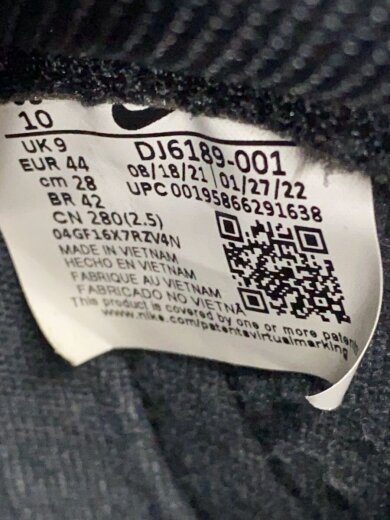 10
UK 9
EUR 44
cm 28
BR 42
CN 280(2.5)
04GF16X7RZV4N
DJ6189-001
08/18/21 01/27/22
UPC 00195866291638
MADE IN VIETNAM
HECHO EN VIETNAM
FABRIQUE AU VIETNAM
FABRICADO NO VIETNA
This product is covered by one or more patents
www.nike.com/patentsvirtualmarking